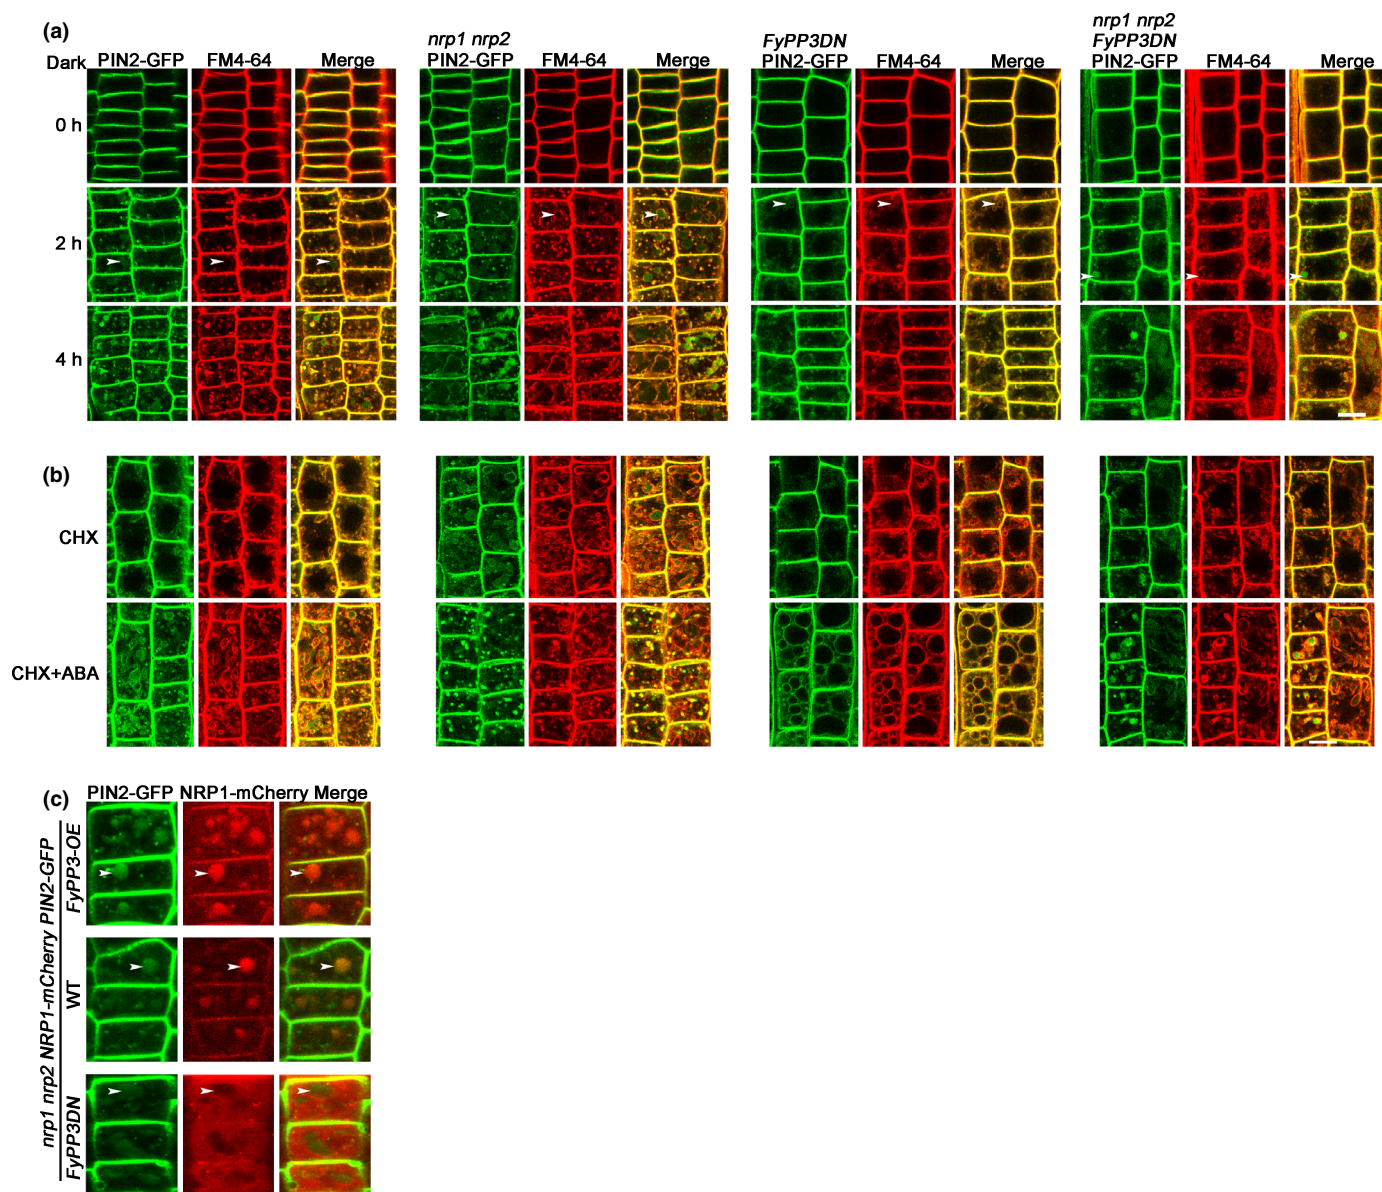 (a)
nrp1 nrp2
nrp1 nrp2 FyPP3DN FyPP3DN
Dark PIN2-GFP FM4-64 Merge PIN2-GFP FM4-64 Merge PIN2-GFP FM4-64 Merge PIN2-GFP FM4-64 Merge
0 h
2 h
4 h
(b)
CHX
CHX+ABA
(c)
PIN2-GFP NRP1-mCherry Merge
nrp1 nrp2 NRP1-mCherry PIN2-GFP
FyPP3-OE
WT
FyPP3DN